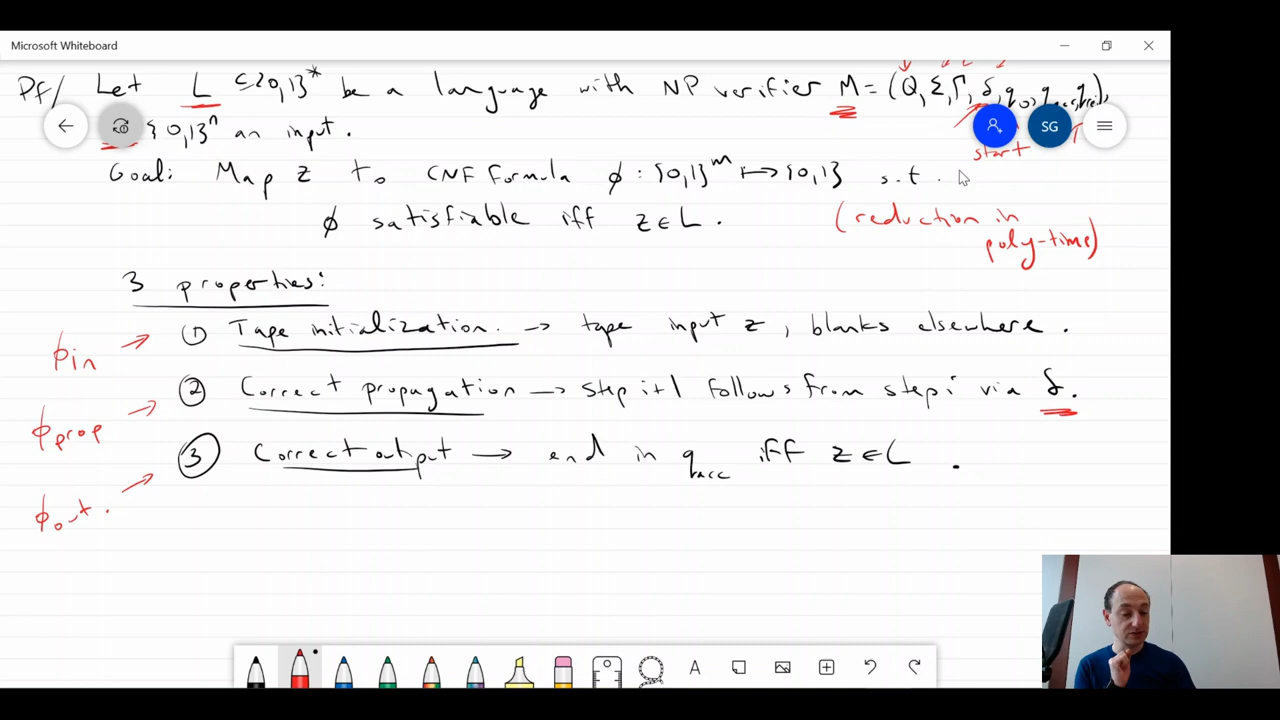 Microsoft Whiteboard
Pf/ Let L ⊆ {0,1}* be a language with NP verifier M = (Q, Σ, Γ, δ, q₀, q_acc, q_rej),
{0,1}ⁿ an input.
SG
start
Goal: Map z to CNF formula ϕ : {0,1}ᵐ ↦ {0,1} s.t.
ϕ satisfiable iff z ∈ L.
(reduction in
poly-time)
3 properties:
ϕin
① Tape initialization. → tape input z, blanks elsewhere.
ϕprop
② Correct propagation → step i+1 follows from step i via δ.
ϕout.
③ Correct output → end in q_acc iff z ∈ L.
A